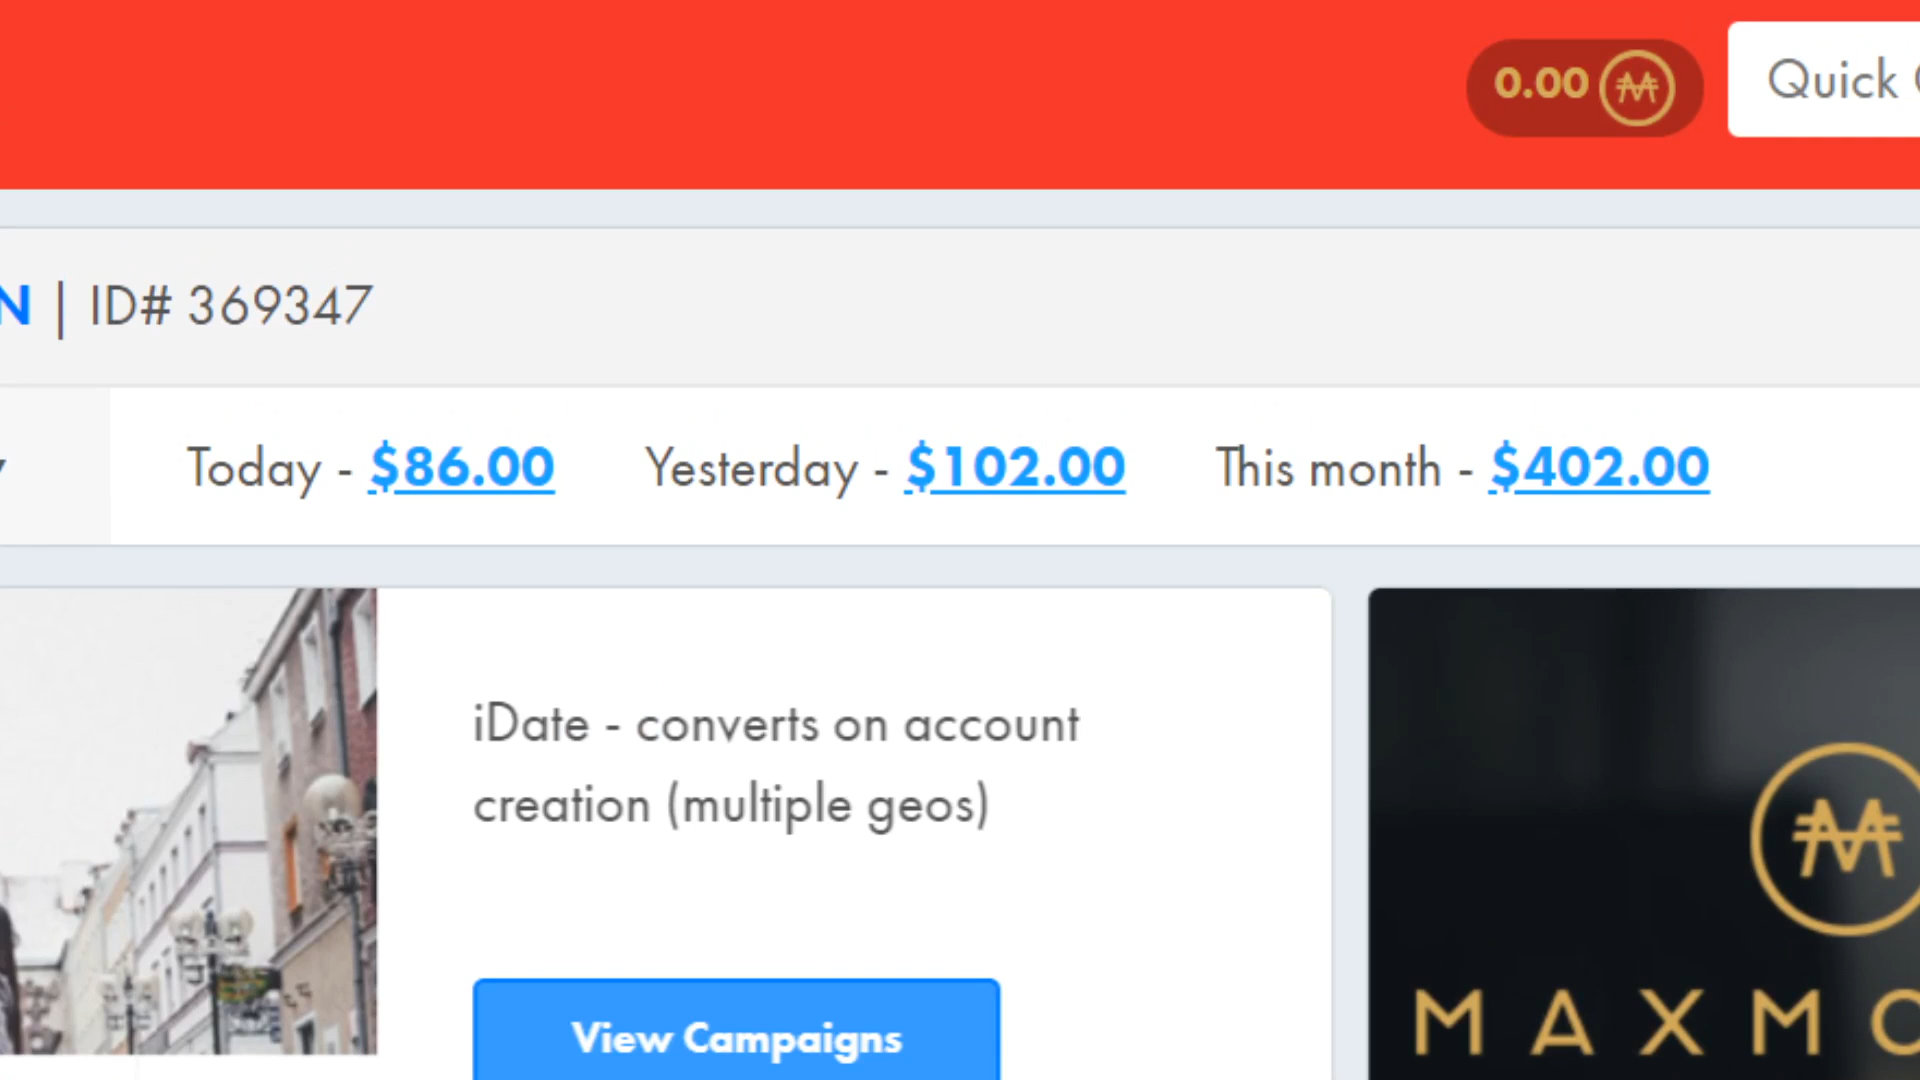 0.00
Quick
N | ID# 369347
Today - $86.00 Yesterday - $102.00 This month - $402.00
iDate - converts on account
creation (multiple geos)
View Campaigns
MAXMO